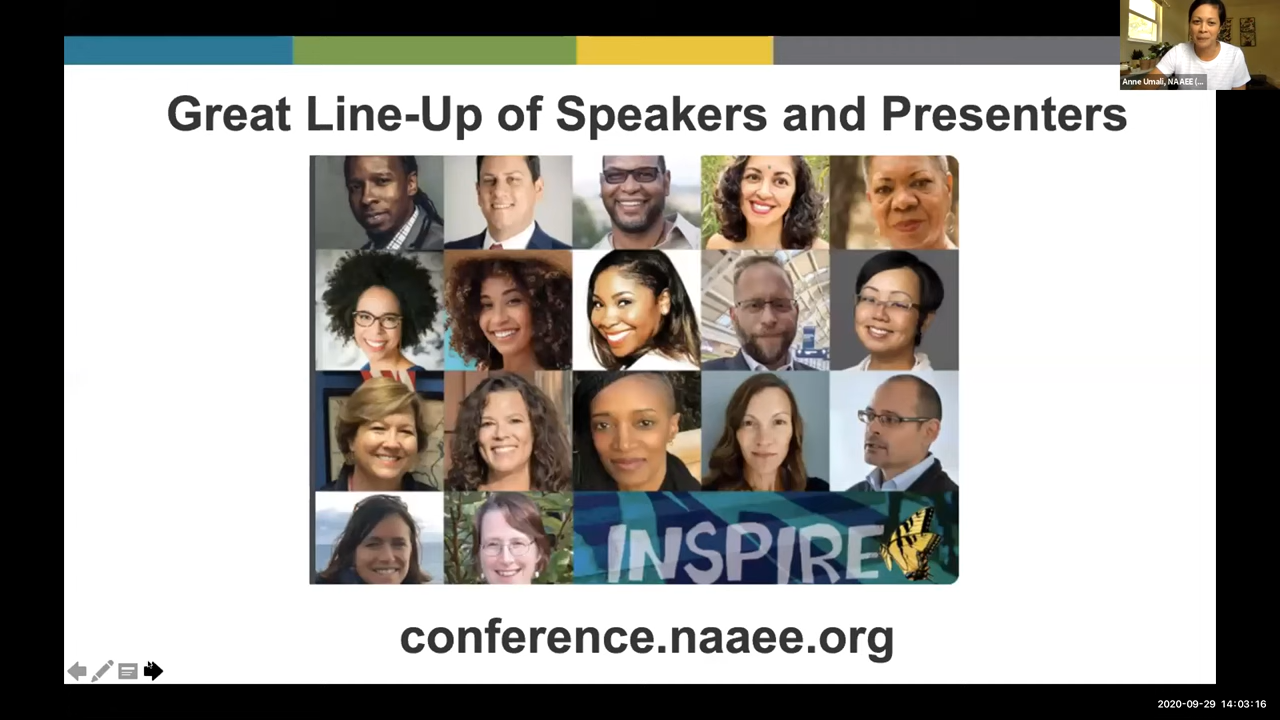 Anne Umali, NAAEE (...
Great Line-Up of Speakers and Presenters
INSPIRE
conference.naaee.org
2020-09-29 14:03:16